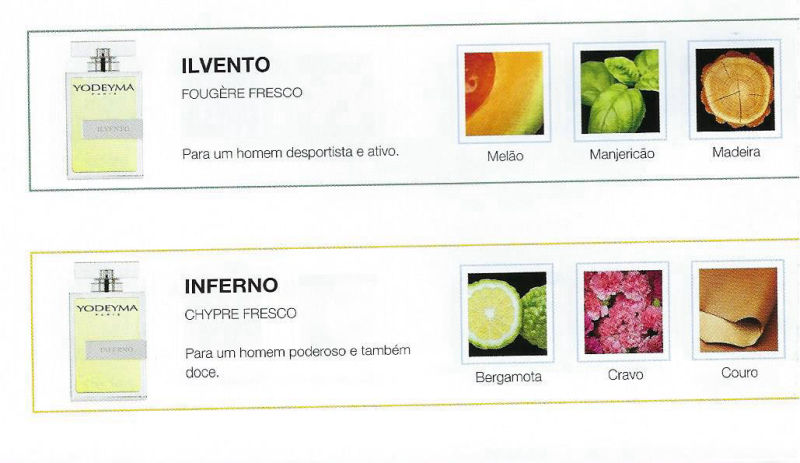 ILVENTO
YODEYMA
PARIS
FOUGÈRE FRESCO
ILVENTO
Para um homem desportista e ativo.
Melão
Manjericão
Madeira
INFERNO
YODEYMA
PARIS
CHYPRE FRESCO
INFERNO
Para um homem poderoso e também
doce.
Bergamota
Cravo
Couro